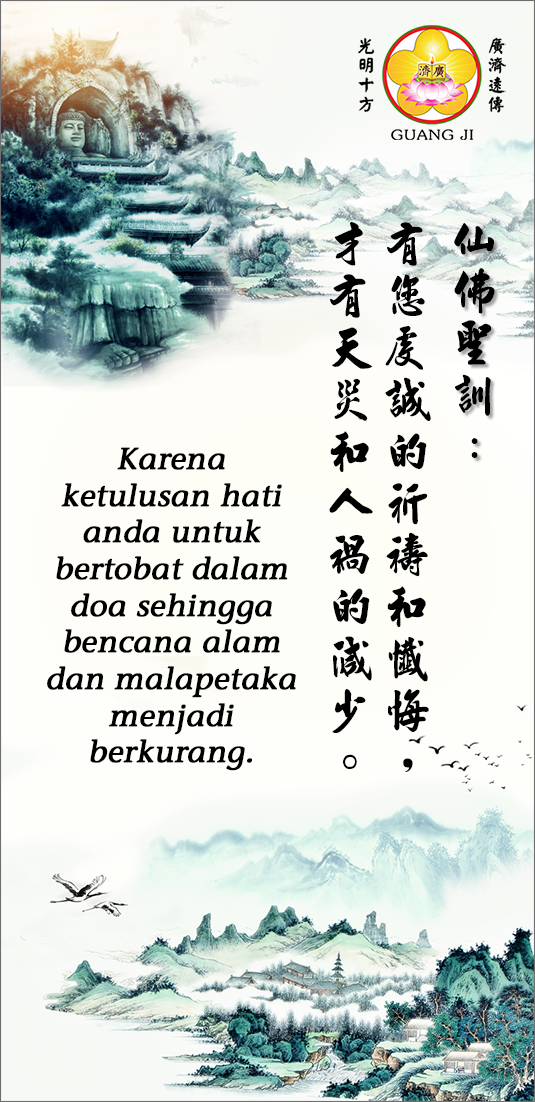 廣濟遠傳
光明十方
濟廣
GUANG JI
仙佛聖訓：
有您虔誠的祈禱和懺悔，
才有天災和人禍的減少。
Karena
ketulusan hati
anda untuk
bertobat dalam
doa sehingga
bencana alam
dan malapetaka
menjadi
berkurang.